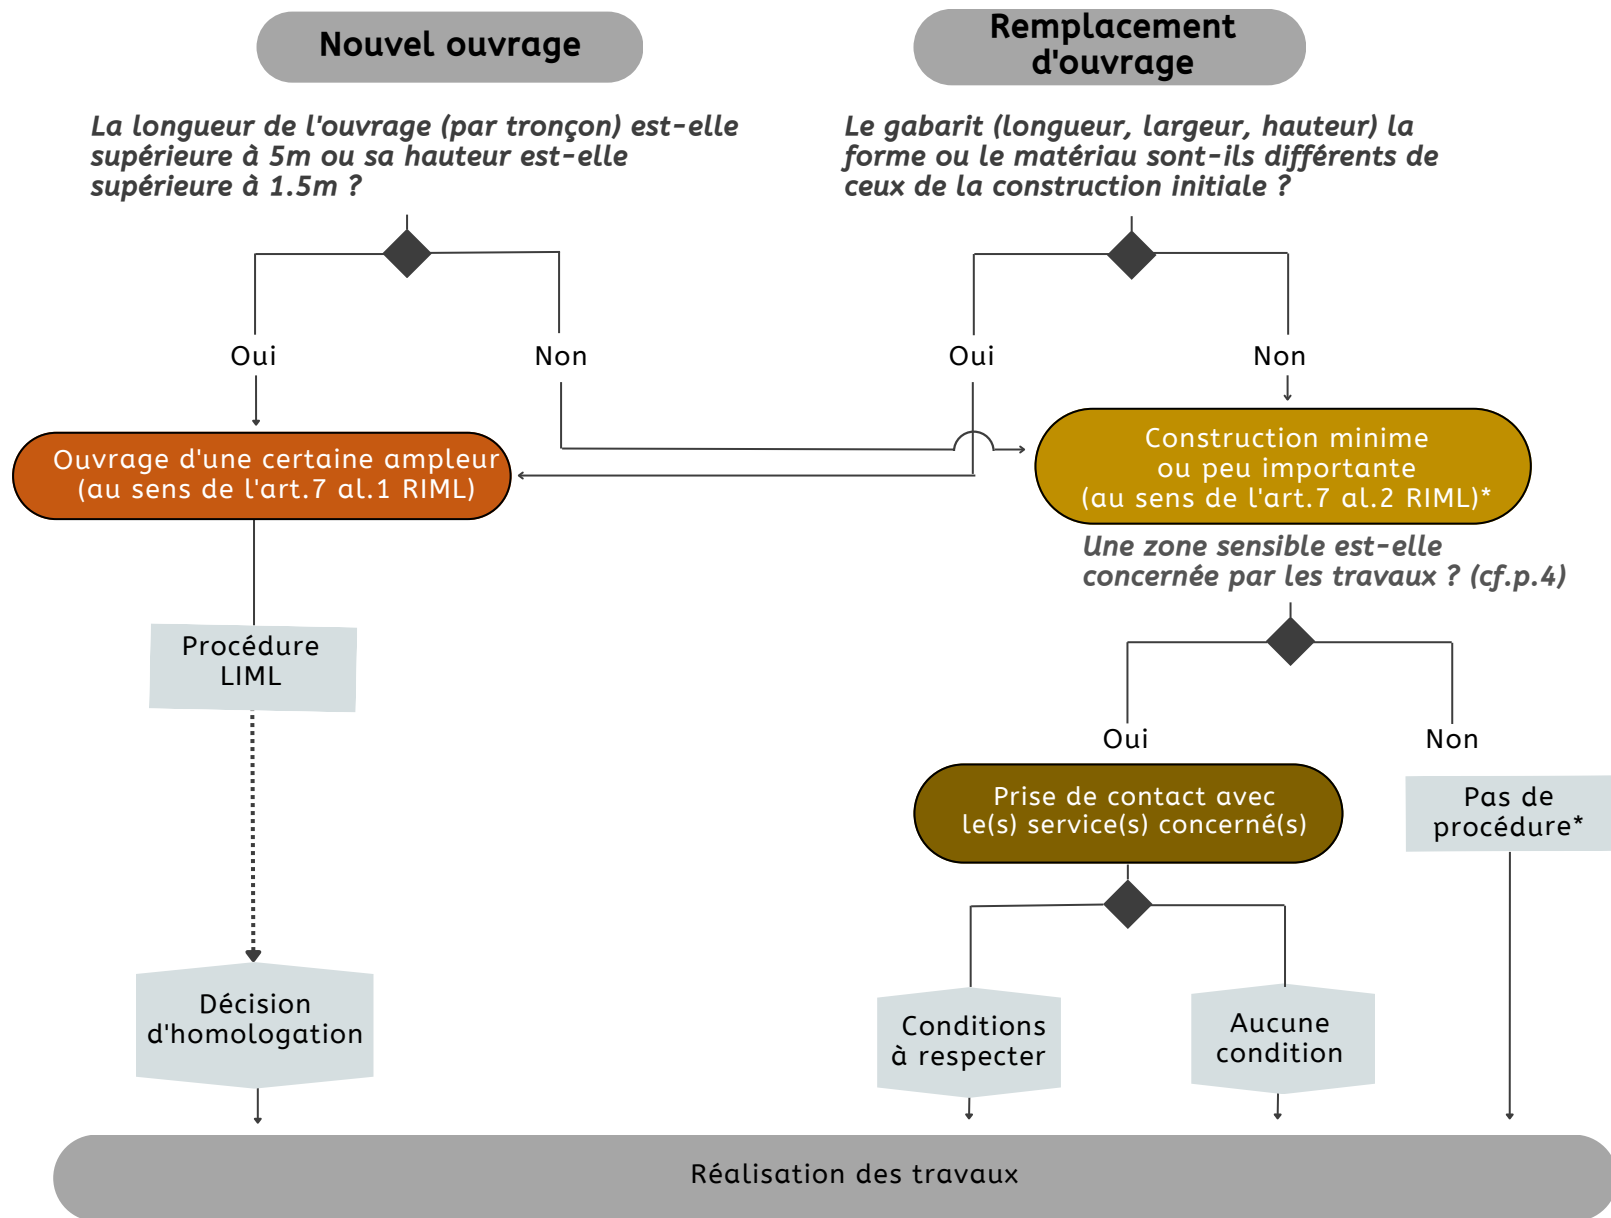 Nouvel ouvrage
Remplacement
d'ouvrage
La longueur de l'ouvrage (par tronçon) est-elle
supérieure à 5m ou sa hauteur est-elle
supérieure à 1.5m ?
Le gabarit (longueur, largeur, hauteur) la
forme ou le matériau sont-ils différents de
ceux de la construction initiale ?
Oui
Non
Oui
Non
Ouvrage d'une certaine ampleur
(au sens de l'art.7 al.1 RIML)
Construction minime
ou peu importante
(au sens de l'art.7 al.2 RIML)*
Une zone sensible est-elle
concernée par les travaux ? (cf.p.4)
Procédure
LIML
Oui
Non
Prise de contact avec
le(s) service(s) concerné(s)
Pas de
procédure*
Décision
d'homologation
Conditions
à respecter
Aucune
condition
Réalisation des travaux